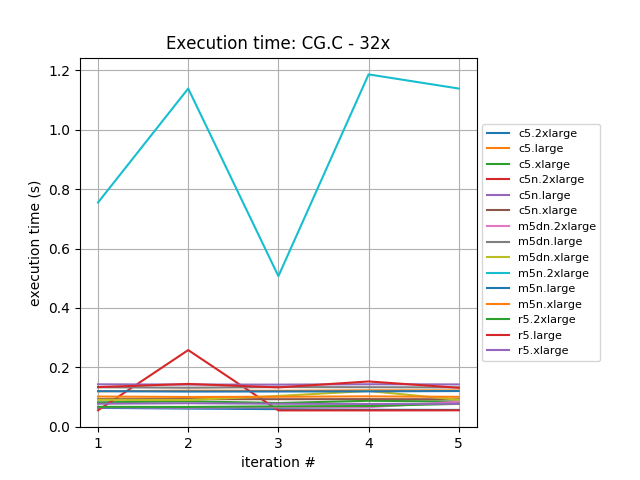 Execution time: CG.C - 32x
1.2
1.0
0.8
0.6
0.4
0.2
0.0
execution time (s)
1 2 3 4 5
iteration #
c5.2xlarge
c5.large
c5.xlarge
c5n.2xlarge
c5n.large
c5n.xlarge
m5dn.2xlarge
m5dn.large
m5dn.xlarge
m5n.2xlarge
m5n.large
m5n.xlarge
r5.2xlarge
r5.large
r5.xlarge